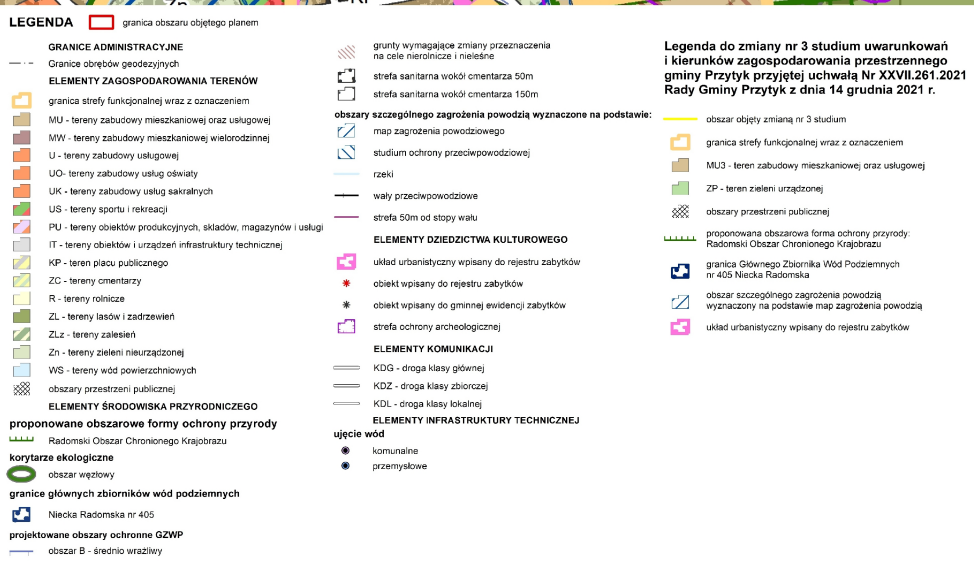 LEGENDA
granica obszaru objętego planem
GRANICE ADMINISTRACYJNE
Granice obrębów geodezyjnych
ELEMENTY ZAGOSPODAROWANIA TERENÓW
granica strefy funkcjonalnej wraz z oznaczeniem
MU - tereny zabudowy mieszkaniowej oraz usługowej
MW - tereny zabudowy mieszkaniowej wielorodzinnej
U - tereny zabudowy usługowej
UO- tereny zabudowy usług oświaty
UK - tereny zabudowy usług sakralnych
US - tereny sportu i rekreacji
PU - tereny obiektów produkcyjnych, składów, magazynów i usługi
IT - tereny obiektów i urządzeń infrastruktury technicznej
KP - teren placu publicznego
ZC - tereny cmentarzy
R - tereny rolnicze
ZL - tereny lasów i zadrzewień
ZLz - tereny zalesień
Zn - tereny zieleni nieurządzonej
WS - tereny wód powierzchniowych
obszary przestrzeni publicznej
ELEMENTY ŚRODOWISKA PRZYRODNICZEGO
proponowane obszarowe formy ochrony przyrody
Radomski Obszar Chronionego Krajobrazu
korytarze ekologiczne
obszar węzłowy
granice głównych zbiorników wód podziemnych
Niecka Radomska nr 405
projektowane obszary ochronne GZWP
obszar B - średnio wrażliwy
grunty wymagające zmiany przeznaczenia
na cele nierolnicze i nieleśne
strefa sanitarna wokół cmentarza 50m
strefa sanitarna wokół cmentarza 150m
obszary szczególnego zagrożenia powodzią wyznaczone na podstawie:
map zagrożenia powodziowego
studium ochrony przeciwpowodziowej
rzeki
wały przeciwpowodziowe
strefa 50m od stopy wału
ELEMENTY DZIEDZICTWA KULTUROWEGO
układ urbanistyczny wpisany do rejestru zabytków
obiekt wpisany do rejestru zabytków
obiekt wpisany do gminnej ewidencji zabytków
strefa ochrony archeologicznej
ELEMENTY KOMUNIKACJI
KDG - droga klasy głównej
KDZ - droga klasy zbiorczej
KDL - droga klasy lokalnej
ELEMENTY INFRASTRUKTURY TECHNICZNEJ
ujęcie wód
komunalne
przemysłowe
Legenda do zmiany nr 3 studium uwarunkowań
i kierunków zagospodarowania przestrzennego
gminy Przytyk przyjętej uchwałą Nr XXVII.261.2021
Rady Gminy Przytyk z dnia 14 grudnia 2021 r.
obszar objęty zmianą nr 3 studium
granica strefy funkcjonalnej wraz z oznaczeniem
MU3 - teren zabudowy mieszkaniowej oraz usługowej
ZP - teren zieleni urządzonej
obszary przestrzeni publicznej
proponowana obszarowa forma ochrony przyrody:
Radomski Obszar Chronionego Krajobrazu
granica Głównego Zbiornika Wód Podziemnych
nr 405 Niecka Radomska
obszar szczególnego zagrożenia powodzią
wyznaczony na podstawie map zagrożenia powodzią
układ urbanistyczny wpisany do rejestru zabytków